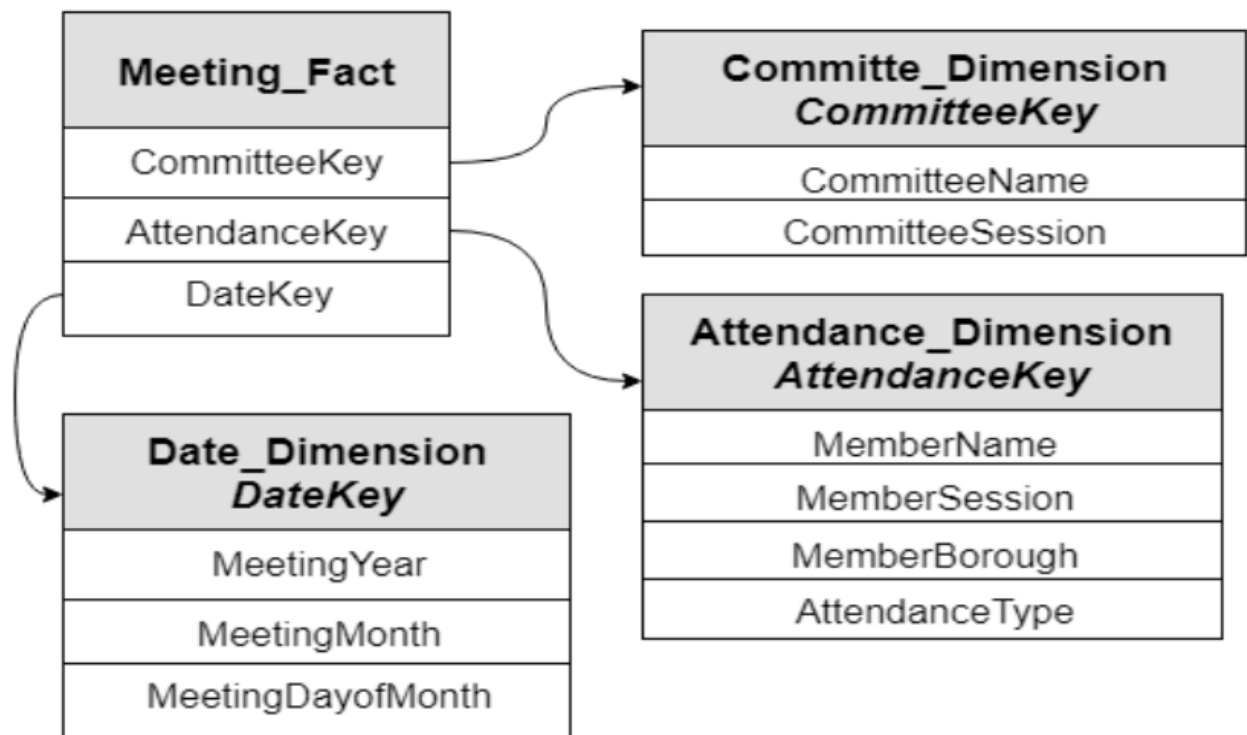 Meeting_Fact
CommitteeKey
AttendanceKey
DateKey
Committe_Dimension
CommitteeKey
CommitteeName
CommitteeSession
Attendance_Dimension
AttendanceKey
MemberName
MemberSession
MemberBorough
AttendanceType
Date_Dimension
DateKey
MeetingYear
MeetingMonth
MeetingDayofMonth